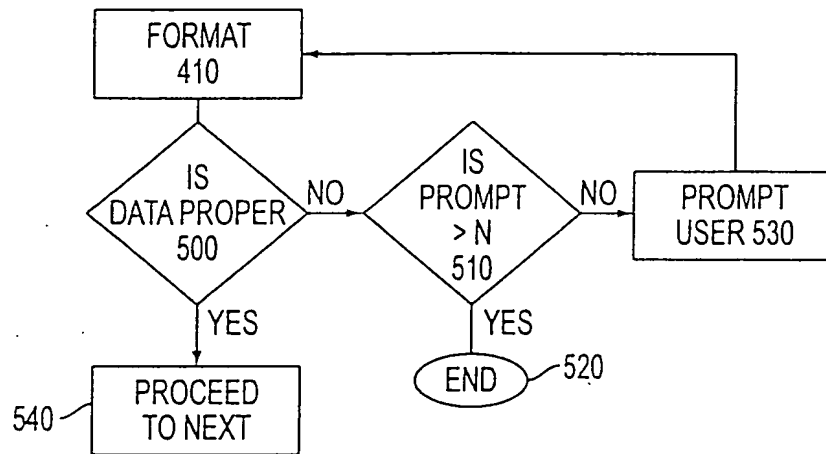 FORMAT
410
IS
DATA PROPER
500
NO
IS
PROMPT
> N
510
NO
PROMPT
USER 530
YES
YES
PROCEED
TO NEXT
540
END
520